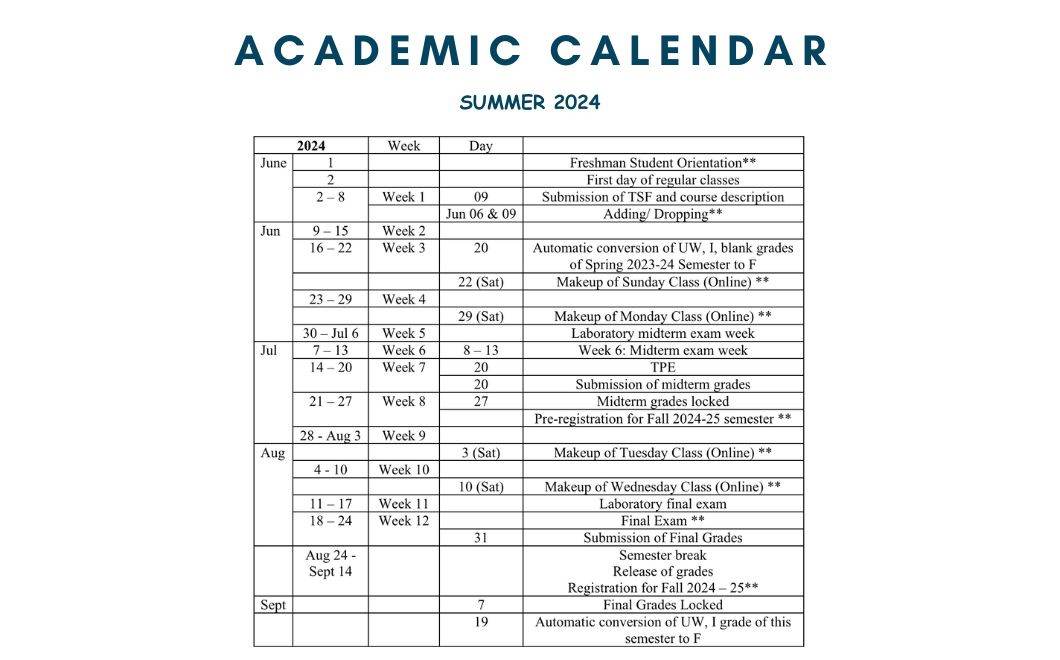 ACADEMIC CALENDAR
SUMMER 2024
2024 Week Day
June 1 Freshman Student Orientation**
2 First day of regular classes
2 – 8 Week 1 09 Submission of TSF and course description
Jun 06 & 09 Adding/ Dropping**
Jun 9 – 15 Week 2
16 – 22 Week 3 20 Automatic conversion of UW, I, blank grades
of Spring 2023-24 Semester to F
22 (Sat) Makeup of Sunday Class (Online) **
23 – 29 Week 4
29 (Sat) Makeup of Monday Class (Online) **
30 – Jul 6 Week 5 Laboratory midterm exam week
Jul 7 – 13 Week 6 8 – 13 Week 6: Midterm exam week
14 – 20 Week 7 20 TPE
20 Submission of midterm grades
21 – 27 Week 8 27 Midterm grades locked
Pre-registration for Fall 2024-25 semester **
28 - Aug 3 Week 9
Aug 3 (Sat) Makeup of Tuesday Class (Online) **
4 - 10 Week 10
10 (Sat) Makeup of Wednesday Class (Online) **
11 – 17 Week 11 Laboratory final exam
18 – 24 Week 12 Final Exam **
31 Submission of Final Grades
Aug 24 - Semester break
Sept 14 Release of grades
Registration for Fall 2024 – 25**
Sept 7 Final Grades Locked
19 Automatic conversion of UW, I grade of this
semester to F